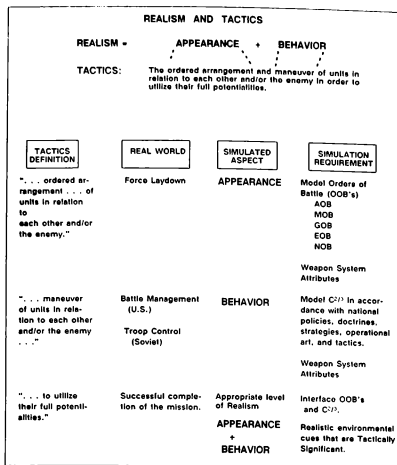 REALISM AND TACTICS
REALISM = APPEARANCE + BEHAVIOR
TACTICS: The ordered arrangement and maneuver of units in
relation to each other and/or the enemy in order to
utilize their full potentialities.
TACTICS
DEFINITION
REAL WORLD
SIMULATED
ASPECT
SIMULATION
REQUIREMENT
". . . ordered ar-
rangement . . . of
units in relation
to
each other and/or
the enemy."
Force Laydown
APPEARANCE
Model Orders of
Battle (OOB's)
AOB
MOB
GOB
EOB
NOB
Weapon System
Attributes
". . . maneuver
of units in rela-
tion to each other
and/or the enemy
. . ."
Battle Management
(U.S.)
Troop Control
(Soviet)
BEHAVIOR
Model C2/3 in accor-
dance with national
policies, doctrines,
strategies, operational
art, and tactics.
Weapon System
Attributes
". . . to utilize
their full potenti-
alities."
Successful comple-
tion of the mission.
Appropriate level
of Realism
APPEARANCE
+
BEHAVIOR
Interface OOB's
and C2/3.
Realistic environmental
cues that are Tactically
Significant.